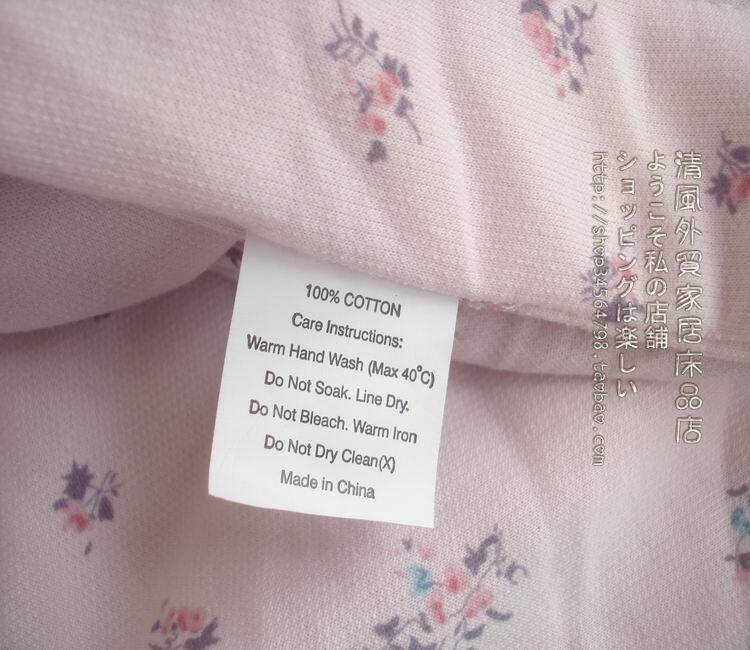 100% COTTON
Care Instructions:
Warm Hand Wash (Max 40°C)
Do Not Soak. Line Dry.
Do Not Bleach. Warm Iron
Do Not Dry Clean(X)
Made in China
清風外貿家居床品店
ようこそ私の店舗
ショッピングは楽しい
http://shop34564798.taobao.com